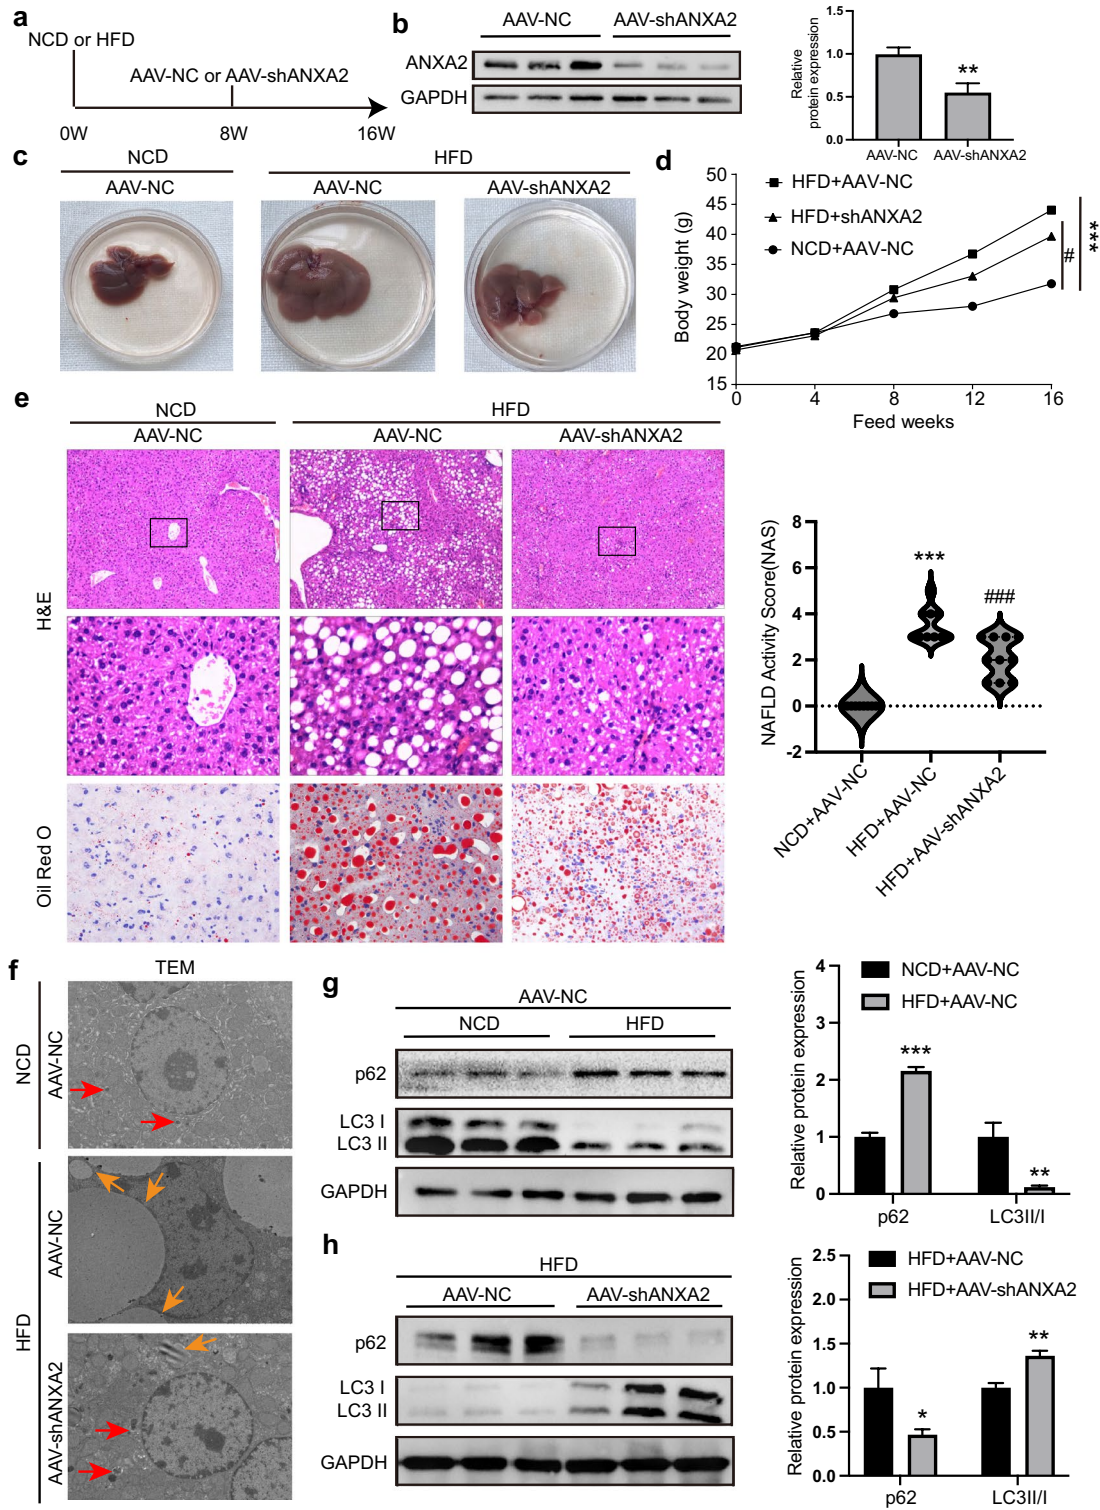 a
NCD or HFD
AAV-NC or AAV-shANXA2
0W 8W 16W
b
AAV-NC AAV-shANXA2
ANXA2
GAPDH
Relative
protein expression
1.5
1.0
0.5
0.0
**
AAV-NC AAV-shANXA2
c
NCD HFD
AAV-NC AAV-NC AAV-shANXA2
d
Body weight (g)
50
45
40
35
30
25
20
15
HFD+AAV-NC
HFD+shANXA2
NCD+AAV-NC
#
***
0 4 8 12 16
Feed weeks
e
NCD HFD
AAV-NC AAV-NC AAV-shANXA2
H&E
Oil Red O
NAFLD Activity Score(NAS)
8
6
4
2
0
-2
***
###
NCD+AAV-NC
HFD+AAV-NC
HFD+AAV-shANXA2
f
TEM
NCD
AAV-NC
HFD
AAV-NC
AAV-shANXA2
g
AAV-NC
NCD HFD
p62
LC3 I
LC3 II
GAPDH
Relative protein expression
4
3
2
1
0
NCD+AAV-NC
HFD+AAV-NC
***
**
p62 LC3II/I
h
HFD
AAV-NC AAV-shANXA2
p62
LC3 I
LC3 II
GAPDH
Relative protein expression
2.5
2.0
1.5
1.0
0.5
0.0
HFD+AAV-NC
HFD+AAV-shANXA2
*
**
p62 LC3II/I